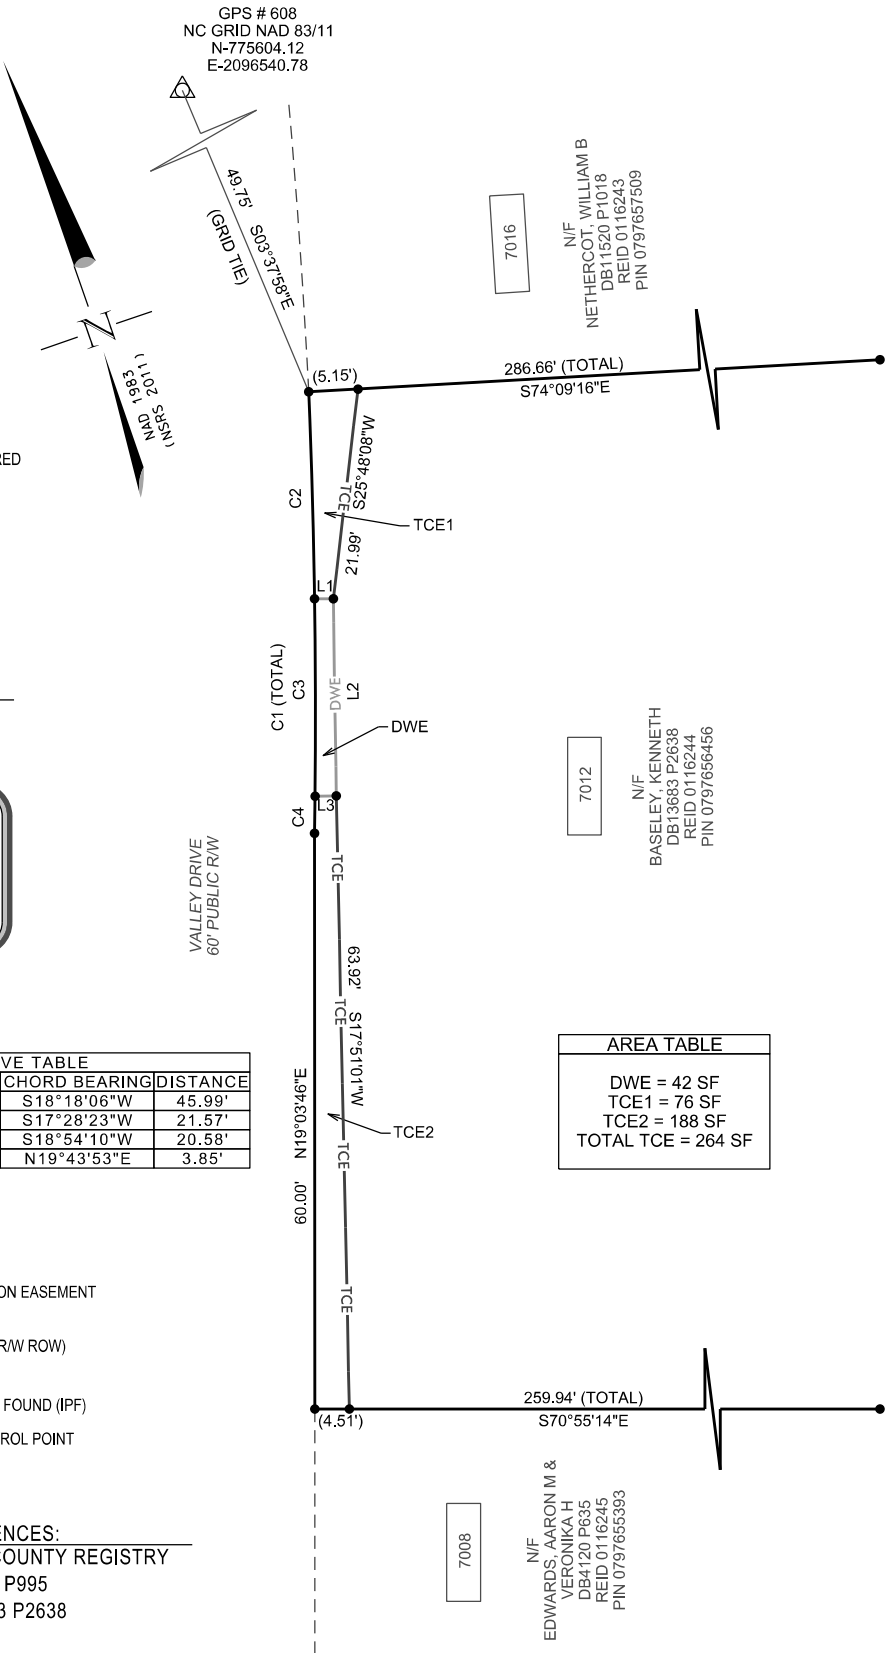 GPS # 608
NC GRID NAD 83/11
N-775604.12
E-2096540.78
49.75' S03°37'58"E
(GRID TIE)
N
NAD 1983
(NSRS 2011)
7016
N/F
NETHERCOT, WILLIAM B
DB11520 P1018
REID 0116243
PIN 0797657509
(5.15')
286.66' (TOTAL)
S74°09'16"E
RED
C2
TCE
S25°48'08"W
21.99'
TCE1
L1
C1 (TOTAL)
C3
DWE
L2
DWE
L3
C4
7012
N/F
BASELEY, KENNETH
DB13683 P2638
REID 0116244
PIN 0797656456
VALLEY DRIVE
60' PUBLIC R/W
TCE
63.92' S17°51'01"W
TCE
TCE
TCE
60.00' N19°03'46"E
TCE2
AREA TABLE
DWE = 42 SF
TCE1 = 76 SF
TCE2 = 188 SF
TOTAL TCE = 264 SF
VE TABLE
CHORD BEARING DISTANCE
S18°18'06"W 45.99'
S17°28'23"W 21.57'
S18°54'10"W 20.58'
N19°43'53"E 3.85'
ON EASEMENT
R/W ROW)
FOUND (IPF)
ROL POINT
(4.51')
259.94' (TOTAL)
S70°55'14"E
7008
N/F
EDWARDS, AARON M &
VERONIKA H
DB4120 P635
REID 0116245
PIN 0797655393
ENCES:
COUNTY REGISTRY
P995
3 P2638